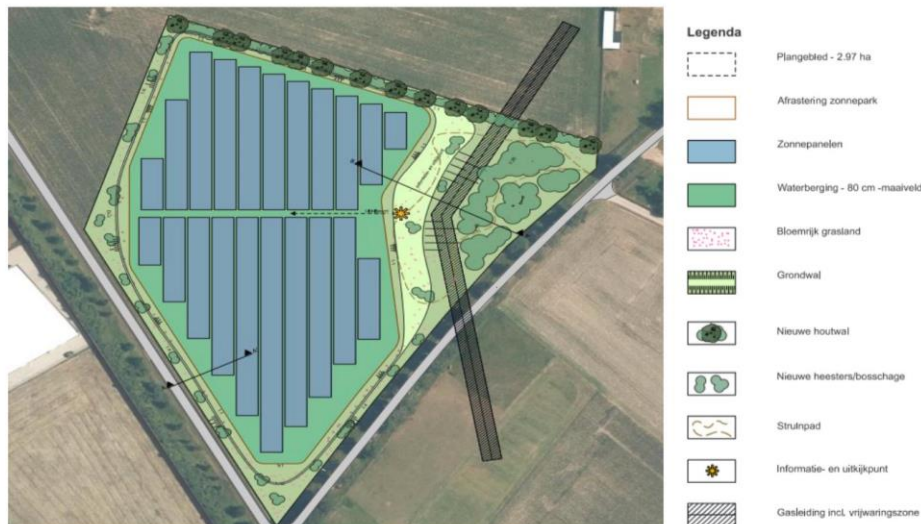 Legenda
Plangebied - 2.97 ha
Afrastering zonnepark
Zonnepanelen
Waterberging - 80 cm -maaiveld
Bloemrijk grasland
Grondwal
Nieuwe houtwal
Nieuwe heesters/bosschage
Struinpad
Informatie- en uitkijkpunt
Gasleiding incl. vrijwaringszone